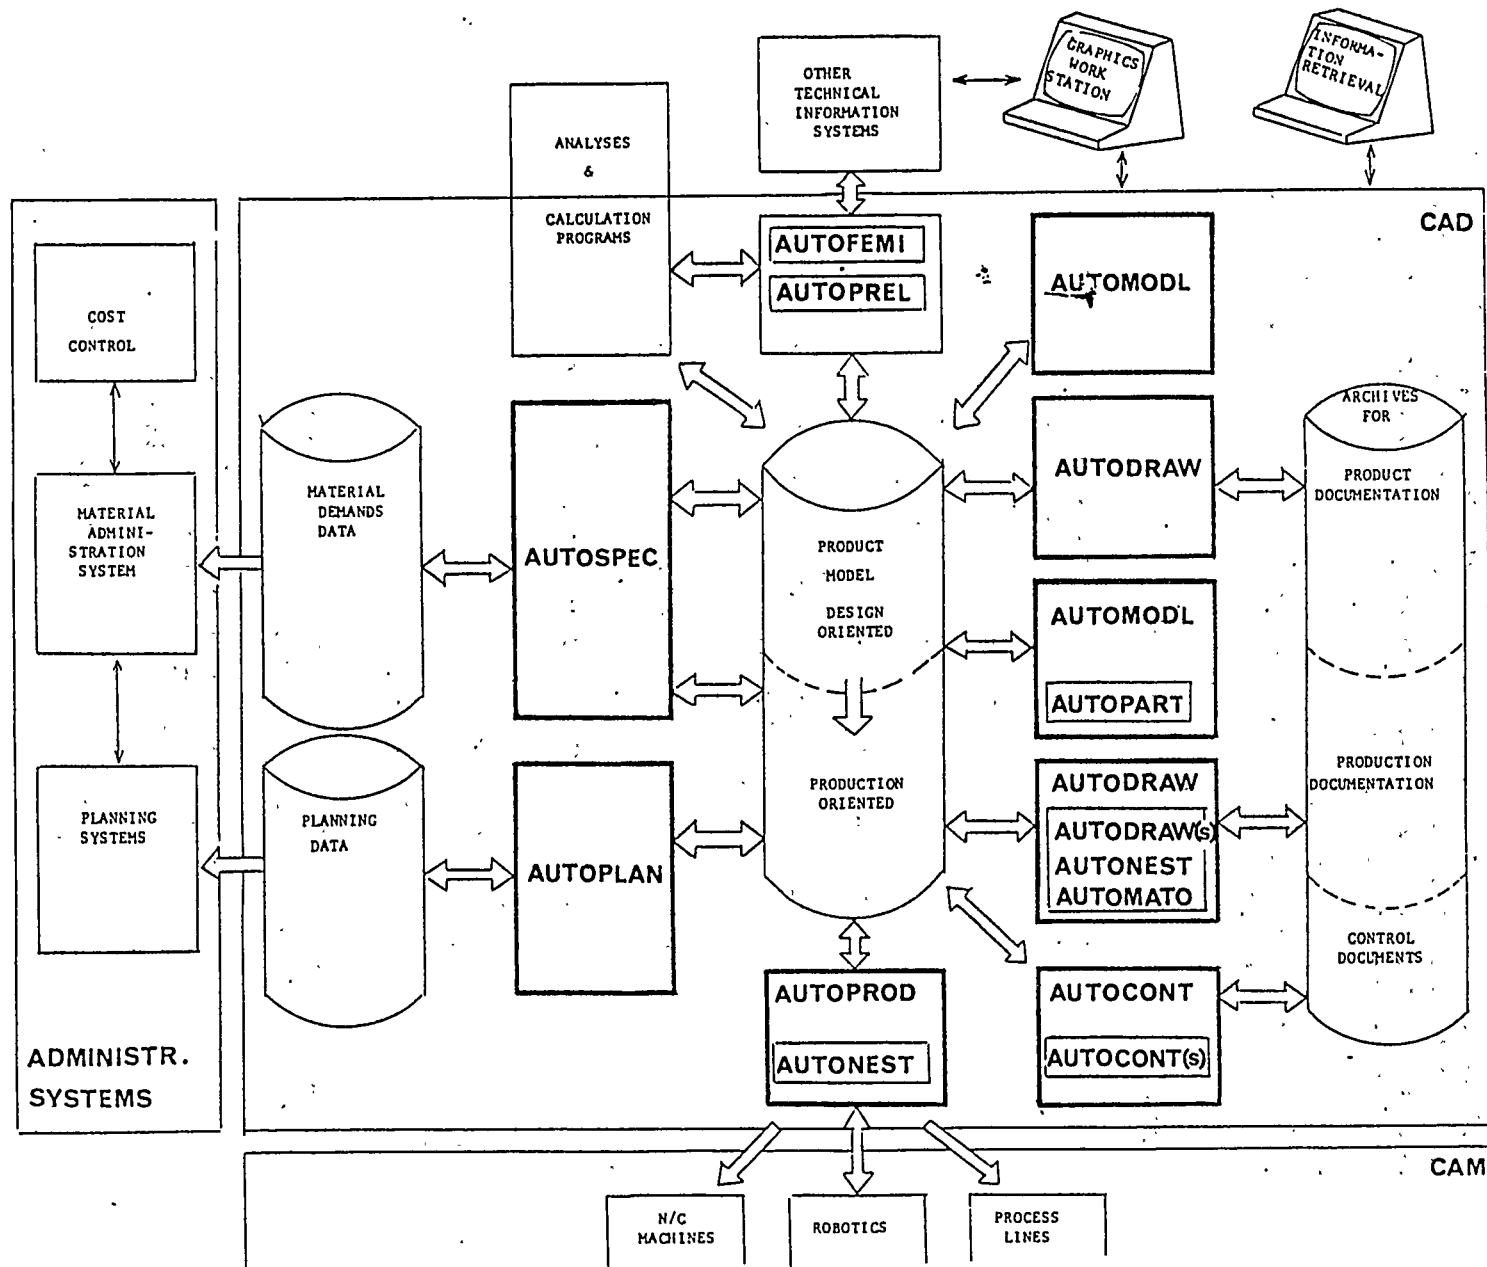 GRAPHICS
WORK
STATION
INFORMA-
TION
RETRIEVAL
OTHER
TECHNICAL
INFORMATION
SYSTEMS
ANALYSES
&
CALCULATION
PROGRAMS
CAD
AUTOFEMI
AUTOPREL
AUTOMODL
COST
CONTROL
ARCHIVES
FOR
PRODUCT
DOCUMENTATION
AUTODRAW
MATERIAL
DEMANDS
DATA
MATERIAL
ADMINI-
STRATION
SYSTEM
AUTOSPEC
PRODUCT
MODEL
DESIGN
ORIENTED
AUTOMODL
AUTOPART
PRODUCTION
ORIENTED
PRODUCTION
DOCUMENTATION
AUTODRAW
AUTODRAW(s)
AUTONEST
AUTOMATO
PLANNING
SYSTEMS
PLANNING
DATA
AUTOPLAN
CONTROL
DOCUMENTS
AUTOPROD
AUTONEST
AUTOCONT
AUTOCONT(s)
ADMINISTR.
SYSTEMS
CAM
N/C
MACHINES
ROBOTICS
PROCESS
LINES